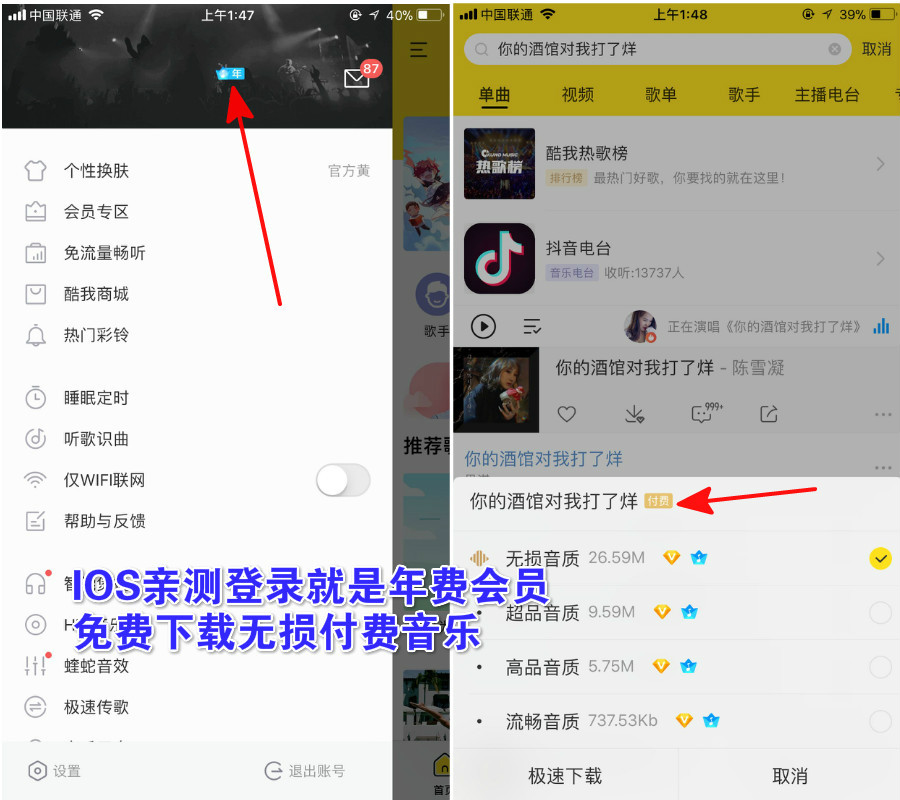 中国联通
上午1:47
40%
年
87
个性换肤
官方黄
会员专区
免流量畅听
酷我商城
热门彩铃
睡眠定时
听歌识曲
仅WIFI联网
帮助与反馈
蝰蛇音效
极速传歌
设置
退出账号
歌手
推荐
首页
中国联通
上午1:48
39%
你的酒馆对我打了烊
取消
单曲
视频
歌单
歌手
主播电台
KUWO MUSIC
热歌榜
酷我热歌榜
排行榜
最热门好歌，你要找的就在这里！
抖音电台
音乐电台
收听:13737人
正在演唱《你的酒馆对我打了烊》
你的酒馆对我打了烊 - 陈雪凝
999+
你的酒馆对我打了烊
你的酒馆对我打了烊
付费
无损音质 26.59M
超品音质 9.59M
高品音质 5.75M
流畅音质 737.53Kb
极速下载
取消
IOS亲测登录就是年费会员
免费下载无损付费音乐